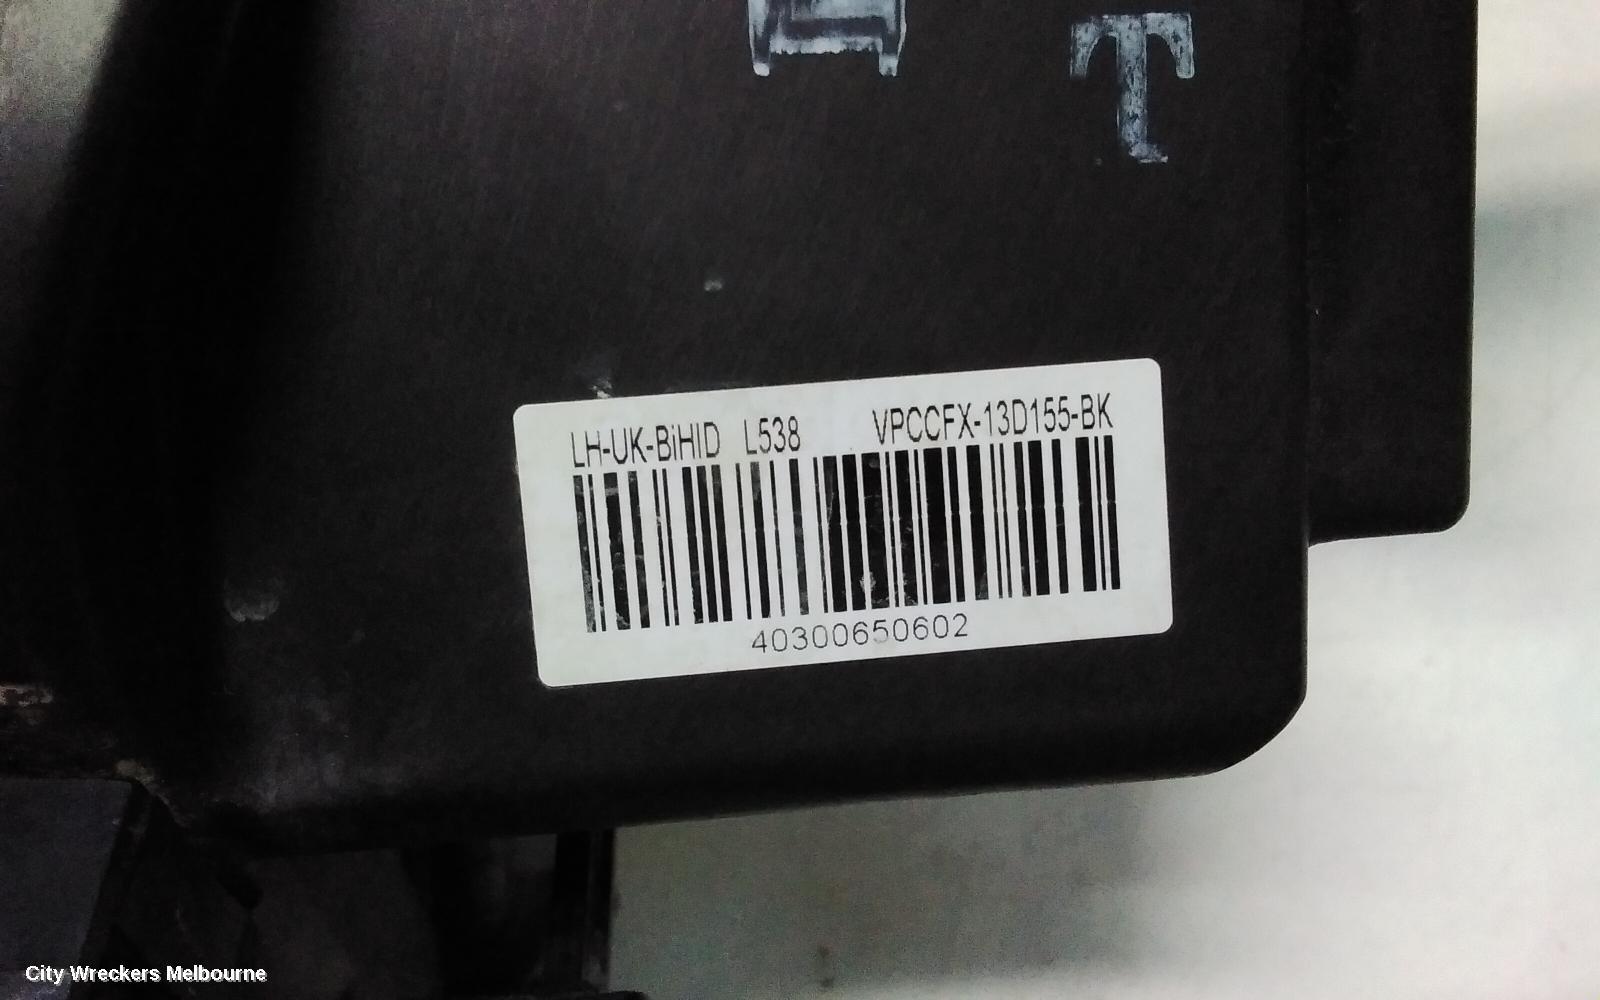 T
LH-UK-BiHID L538 VPCCFX-13D155-BK
40300650602
City Wreckers Melbourne